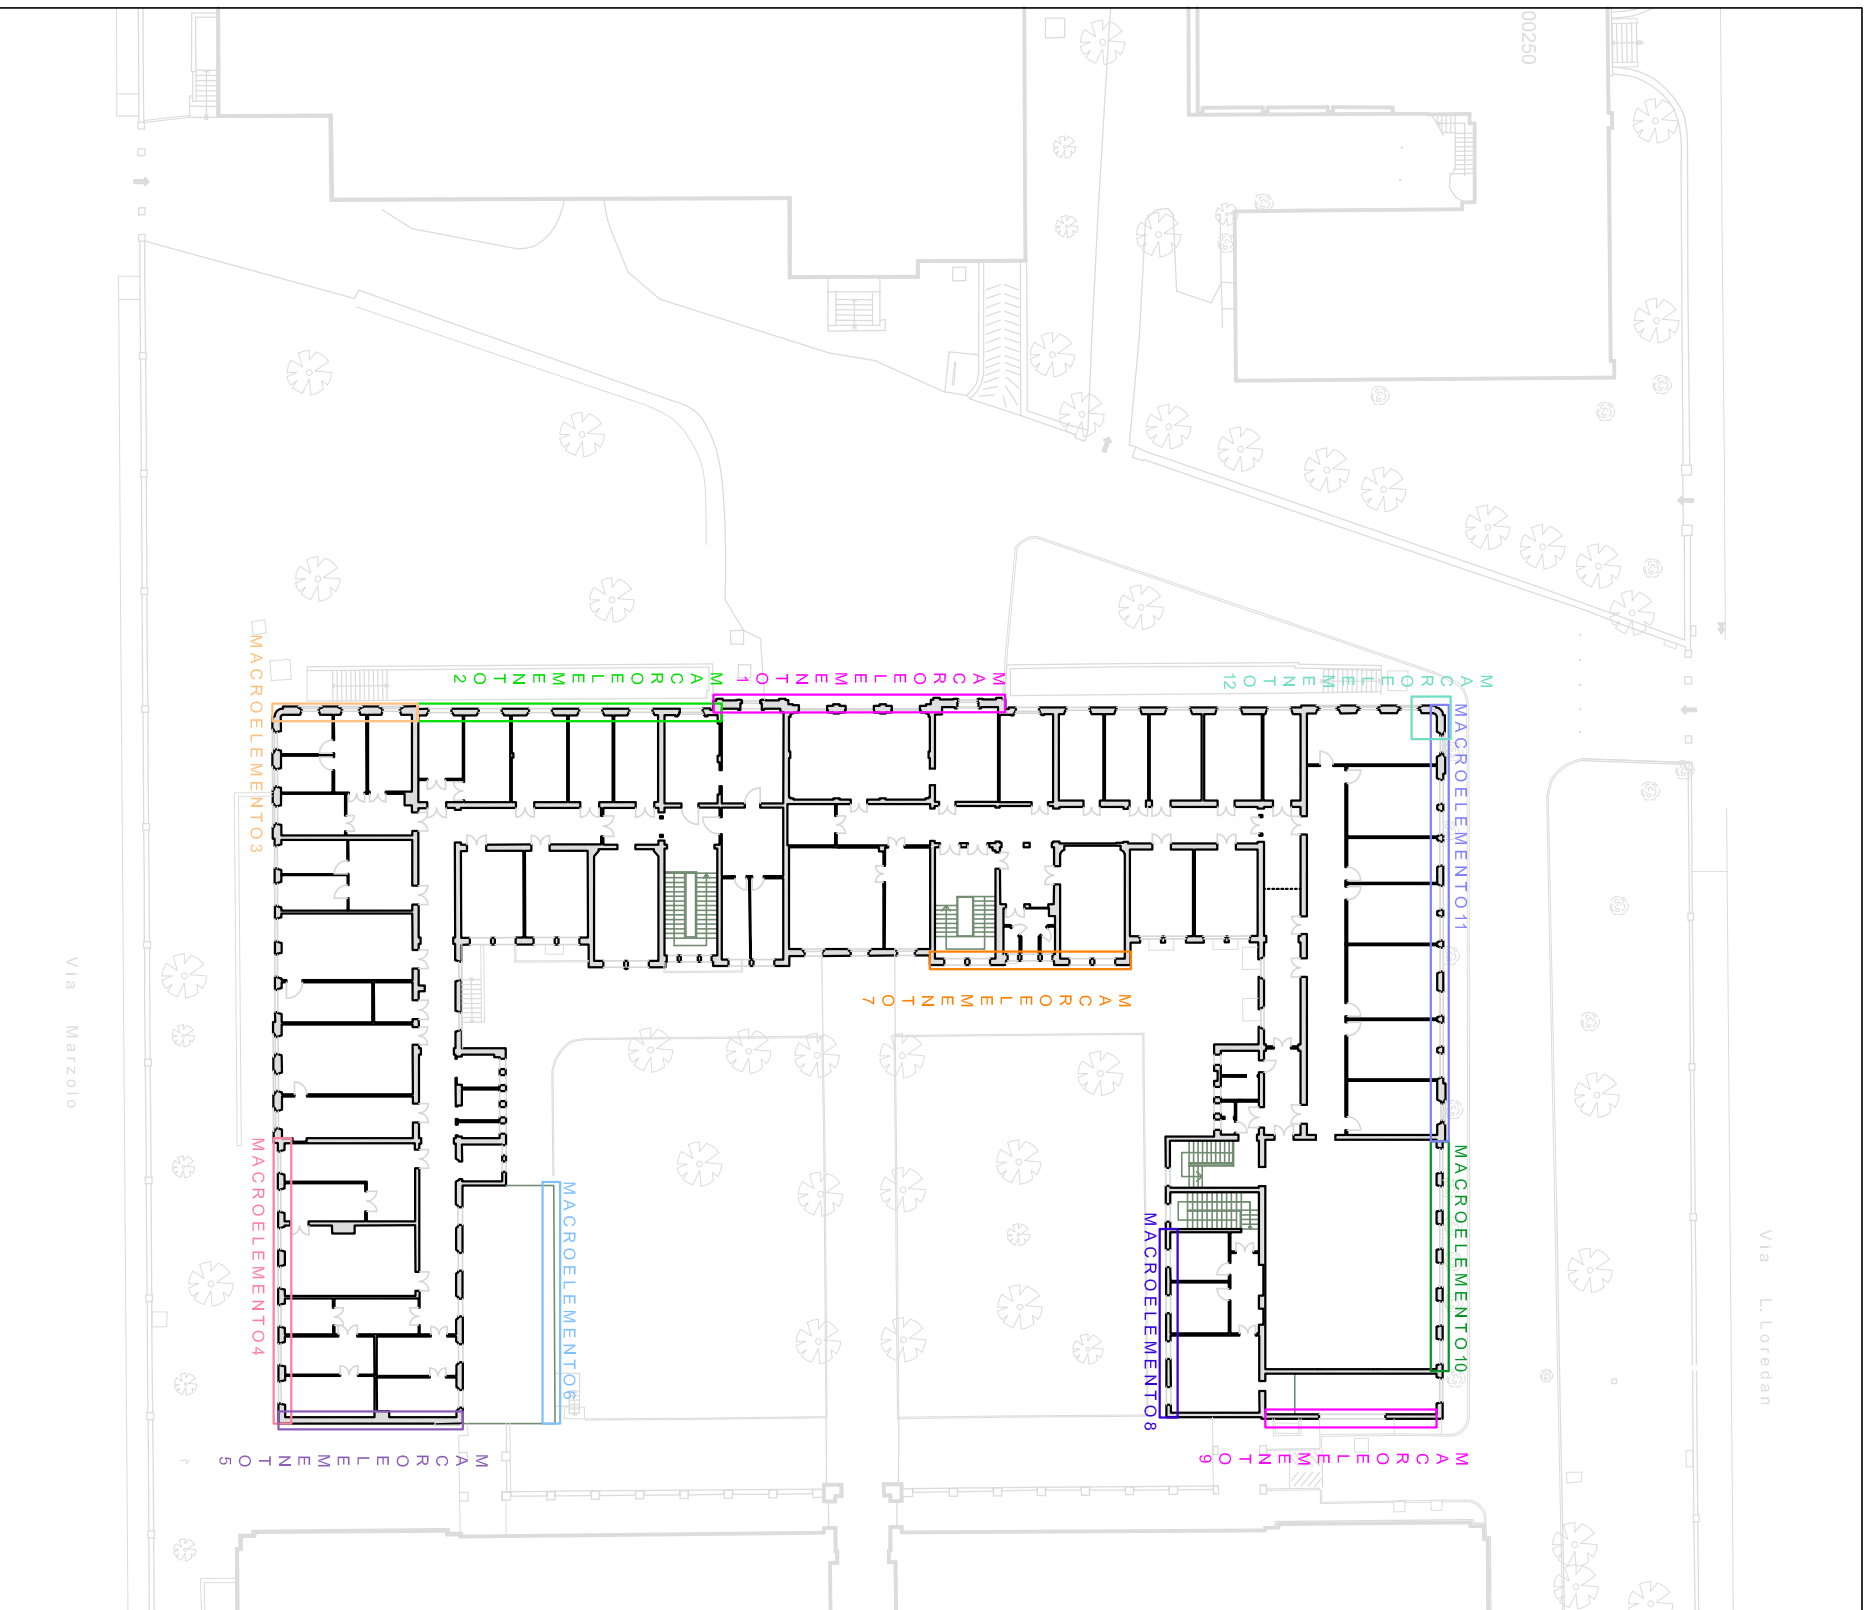 00250
MACROELEMENTO 3
MACROELEMENTO 2
MACROELEMENTO 1
MACROELEMENTO 12
MACROELEMENTO 11
MACROELEMENTO 7
Via Marzolo
MACROELEMENTO 4
MACROELEMENTO 6
MACROELEMENTO 8
MACROELEMENTO 10
Via L.Loredan
MACROELEMENTO 5
MACROELEMENTO 9